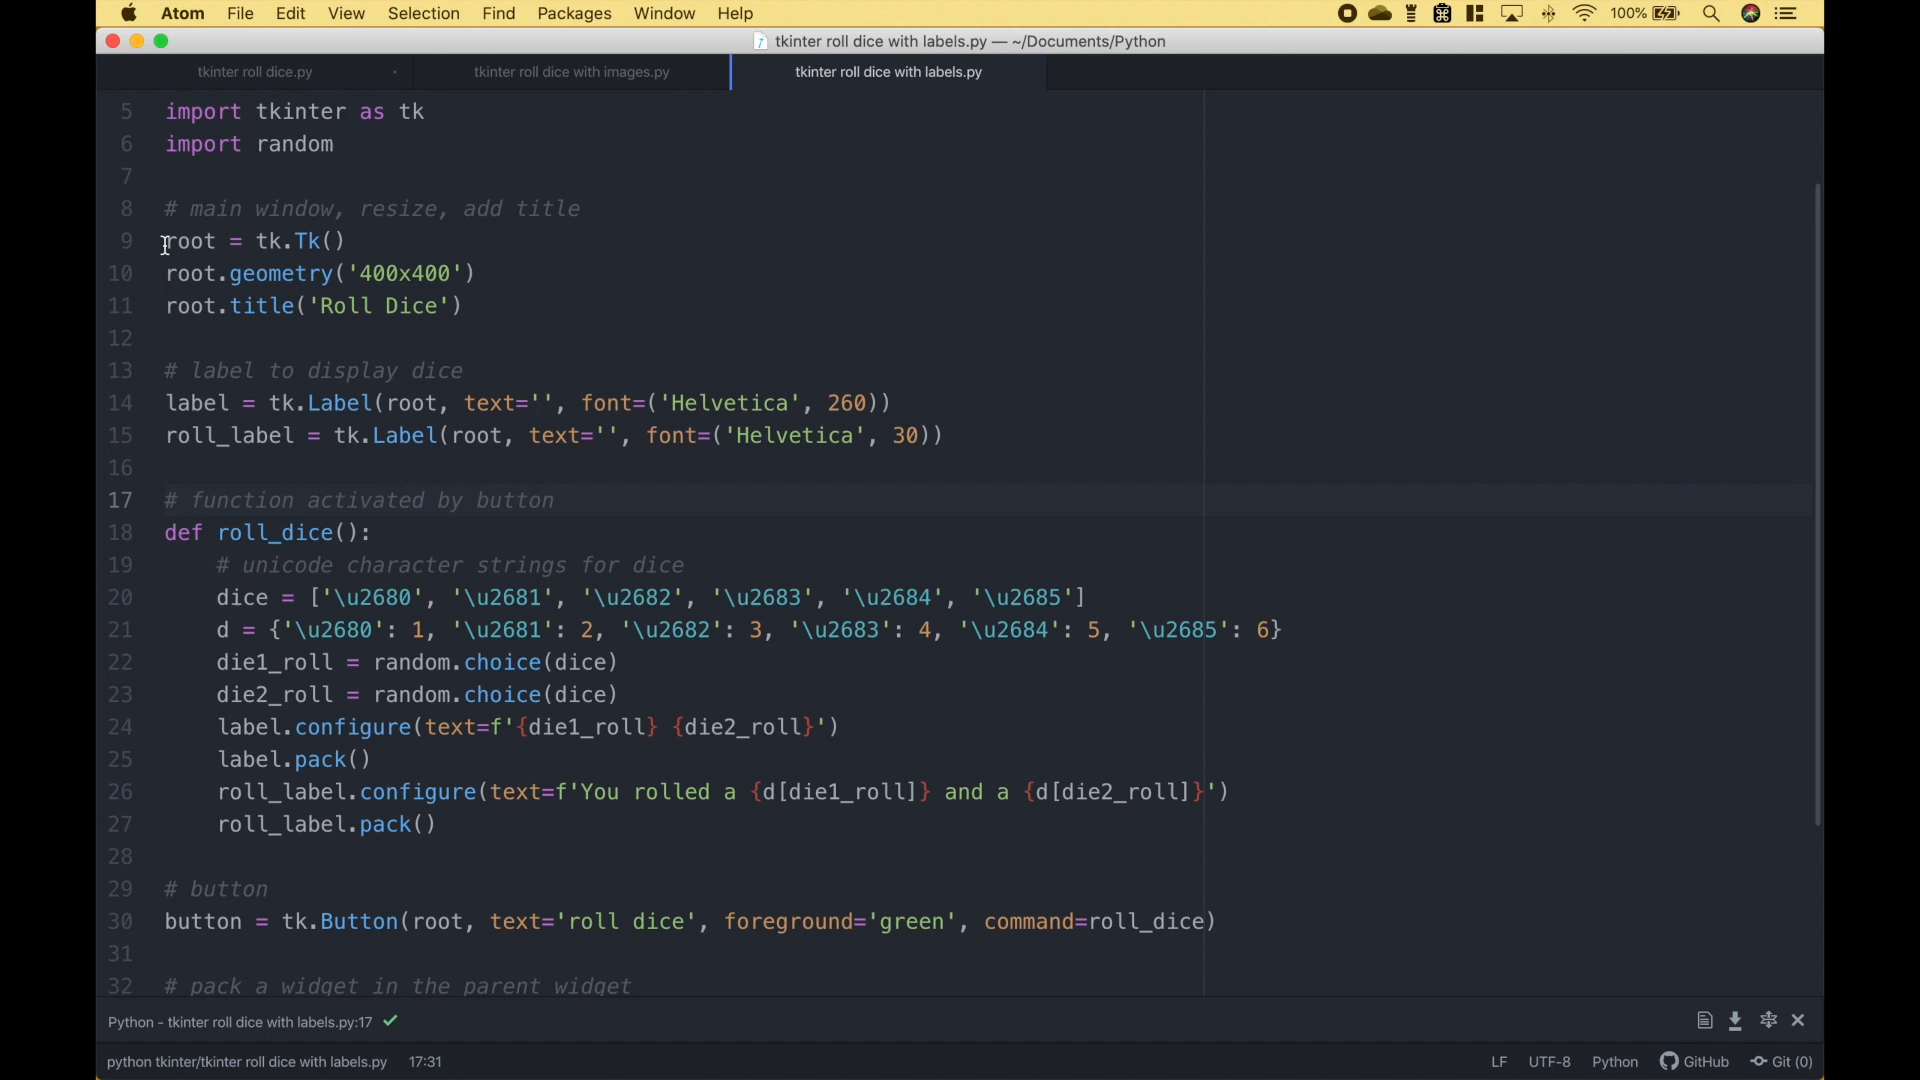 Atom File Edit View Selection Find Packages Window Help 100%
tkinter roll dice with labels.py — ~/Documents/Python
tkinter roll dice.py tkinter roll dice with images.py tkinter roll dice with labels.py
5 import tkinter as tk
6 import random
7
8 # main window, resize, add title
9 root = tk.Tk()
10 root.geometry('400x400')
11 root.title('Roll Dice')
12
13 # label to display dice
14 label = tk.Label(root, text='', font=('Helvetica', 260))
15 roll_label = tk.Label(root, text='', font=('Helvetica', 30))
16
17 # function activated by button
18 def roll_dice():
19     # unicode character strings for dice
20     dice = ['\u2680', '\u2681', '\u2682', '\u2683', '\u2684', '\u2685']
21     d = {'\u2680': 1, '\u2681': 2, '\u2682': 3, '\u2683': 4, '\u2684': 5, '\u2685': 6}
22     die1_roll = random.choice(dice)
23     die2_roll = random.choice(dice)
24     label.configure(text=f'{die1_roll} {die2_roll}')
25     label.pack()
26     roll_label.configure(text=f'You rolled a {d[die1_roll]} and a {d[die2_roll]}')
27     roll_label.pack()
28
29 # button
30 button = tk.Button(root, text='roll dice', foreground='green', command=roll_dice)
31
32 # pack a widget in the parent widget
Python - tkinter roll dice with labels.py:17
python tkinter/tkinter roll dice with labels.py 17:31 LF UTF-8 Python GitHub Git (0)